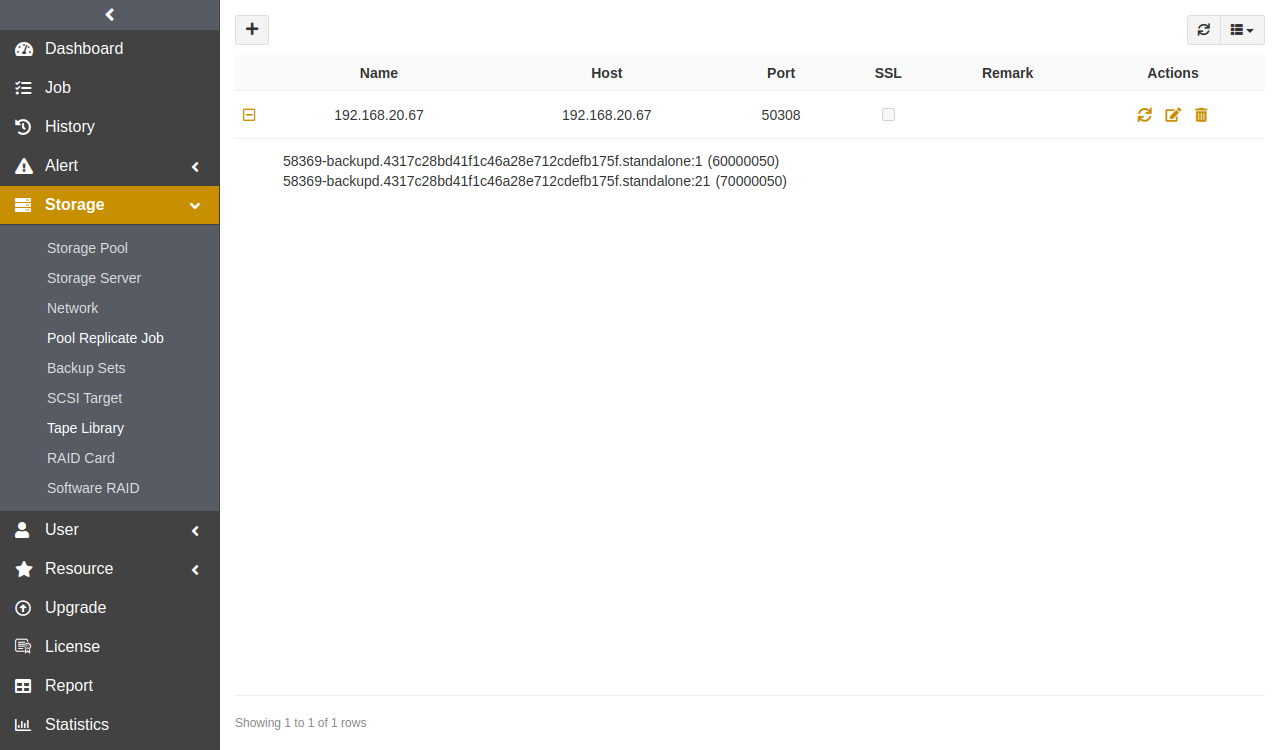 Dashboard
Job
History
Alert
Storage
Storage Pool
Storage Server
Network
Pool Replicate Job
Backup Sets
SCSI Target
Tape Library
RAID Card
Software RAID
User
Resource
Upgrade
License
Report
Statistics
Name Host Port SSL Remark Actions
192.168.20.67 192.168.20.67 50308
58369-backupd.4317c28bd41f1c46a28e712cdefb175f.standalone:1 (60000050)
58369-backupd.4317c28bd41f1c46a28e712cdefb175f.standalone:21 (70000050)
Showing 1 to 1 of 1 rows